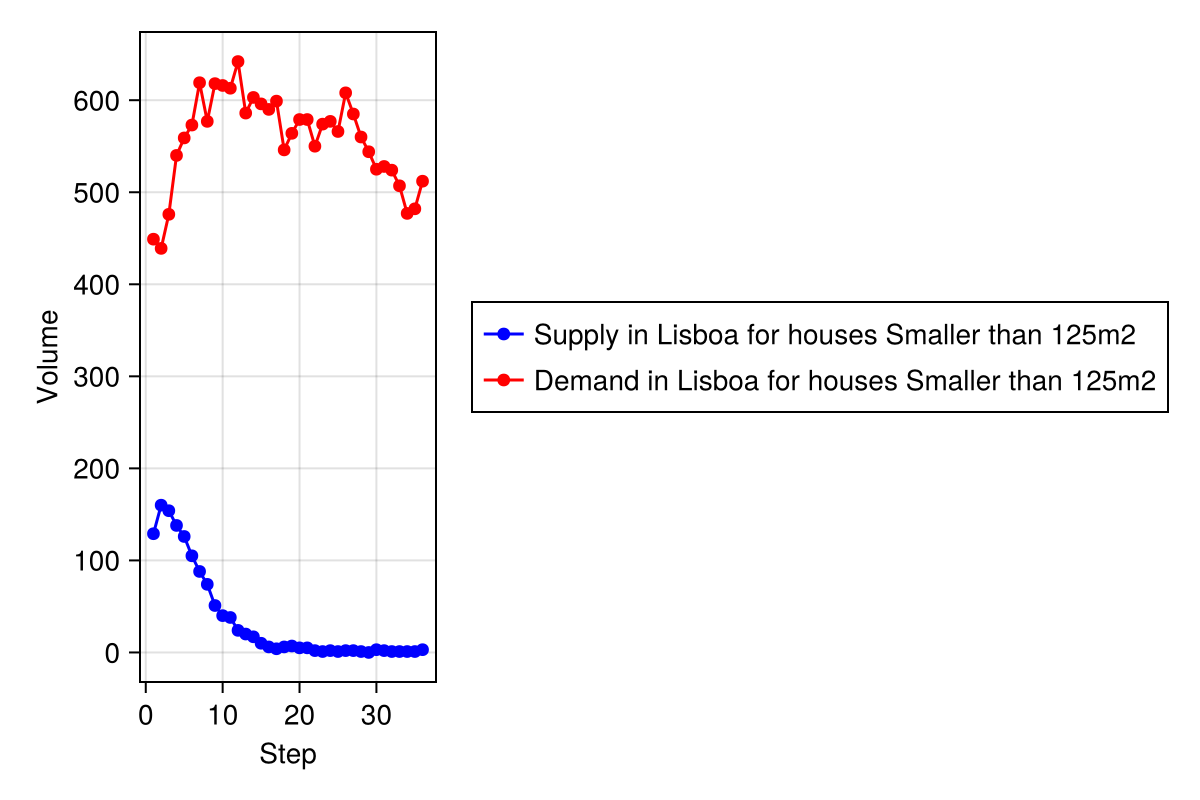 Volume
600
500
400
300
200
100
0
0 10 20 30
Step
Supply in Lisboa for houses Smaller than 125m2
Demand in Lisboa for houses Smaller than 125m2